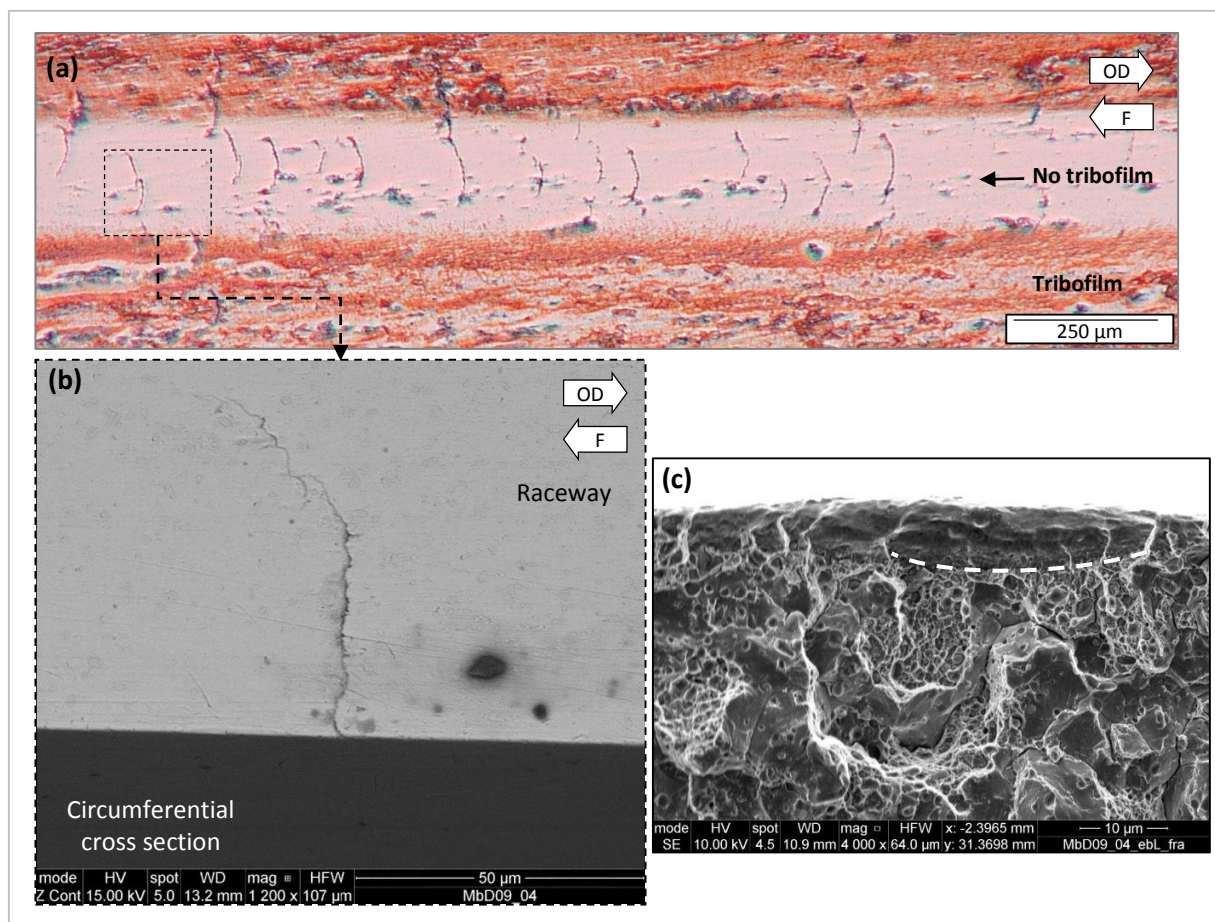 (a)
OD
F
No tribofilm
Tribofilm
250 µm
(b)
OD
F
Raceway
Circumferential
cross section
mode HV spot WD mag HFW 50 µm
Z Cont 15.00 kV 5.0 13.2 mm 1 200 x 107 µm MbD09_04
(c)
mode HV spot WD mag HFW x: -2.3965 mm 10 µm
SE 10.00 kV 4.5 10.9 mm 4 000 x 64.0 µm y: 31.3698 mm MbD09_04_ebL_fra